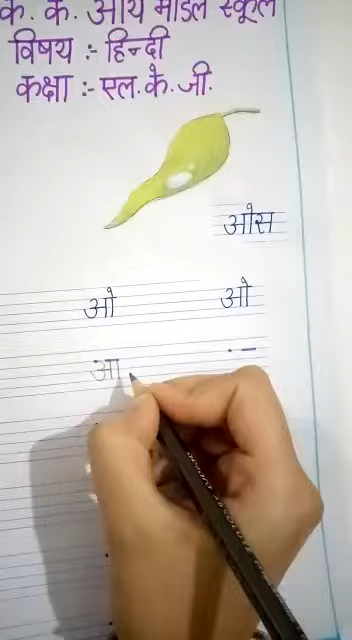 के. के. आर्य मॉडल स्कूल
विषय :- हिन्दी
कक्षा :- एल. के. जी.
ओस
ओ ओ
आ